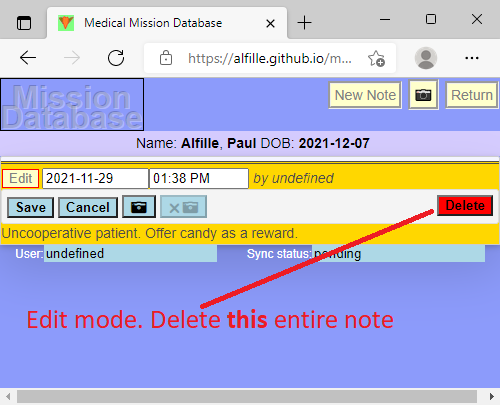 Medical Mission Database
https://alfille.github.io/m...
Mission
Database
New Note
Return
Name: Alfille, Paul DOB: 2021-12-07
Edit 2021-11-29 01:38 PM by undefined
Save Cancel × Delete
Uncooperative patient. Offer candy as a reward.
User: undefined Sync status: pending
Edit mode. Delete this entire note